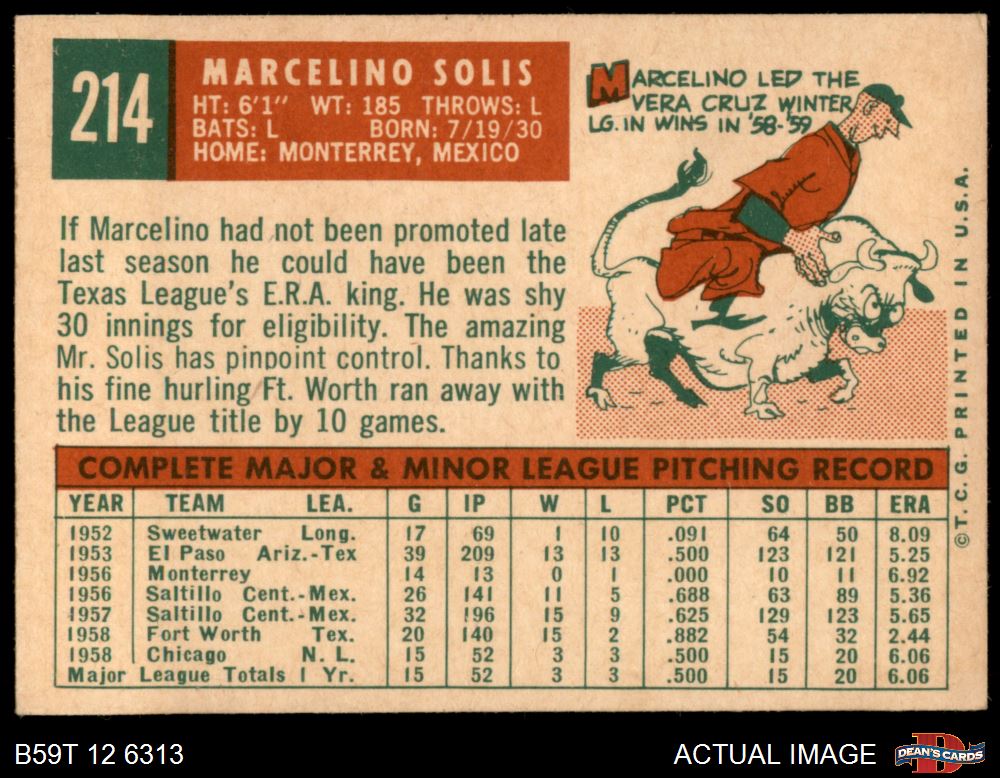 214
MARCELINO SOLIS
HT: 6'1" WT: 185 THROWS: L
BATS: L BORN: 7/19/30
HOME: MONTERREY, MEXICO
MARCELINO LED THE
VERA CRUZ WINTER
LG. IN WINS IN '58-'59
If Marcelino had not been promoted late
last season he could have been the
Texas League's E.R.A. king. He was shy
30 innings for eligibility. The amazing
Mr. Solis has pinpoint control. Thanks to
his fine hurling Ft. Worth ran away with
the League title by 10 games.
COMPLETE MAJOR & MINOR LEAGUE PITCHING RECORD
YEAR TEAM LEA. G IP W L PCT SO BB ERA
1952 Sweetwater Long. 17 69 1 10 .091 64 50 8.09
1953 El Paso Ariz.-Tex 39 209 13 13 .500 123 121 5.25
1956 Monterrey 14 13 0 1 .000 10 11 6.92
1956 Saltillo Cent.-Mex. 26 141 11 5 .688 63 89 5.36
1957 Saltillo Cent.-Mex. 32 196 15 9 .625 129 123 5.65
1958 Fort Worth Tex. 20 140 15 2 .882 54 32 2.44
1958 Chicago N. L. 15 52 3 3 .500 15 20 6.06
Major League Totals 1 Yr. 15 52 3 3 .500 15 20 6.06
©T. C. G. PRINTED IN U.S.A.
B59T 12 6313
ACTUAL IMAGE
D
DEAN'S CARDS